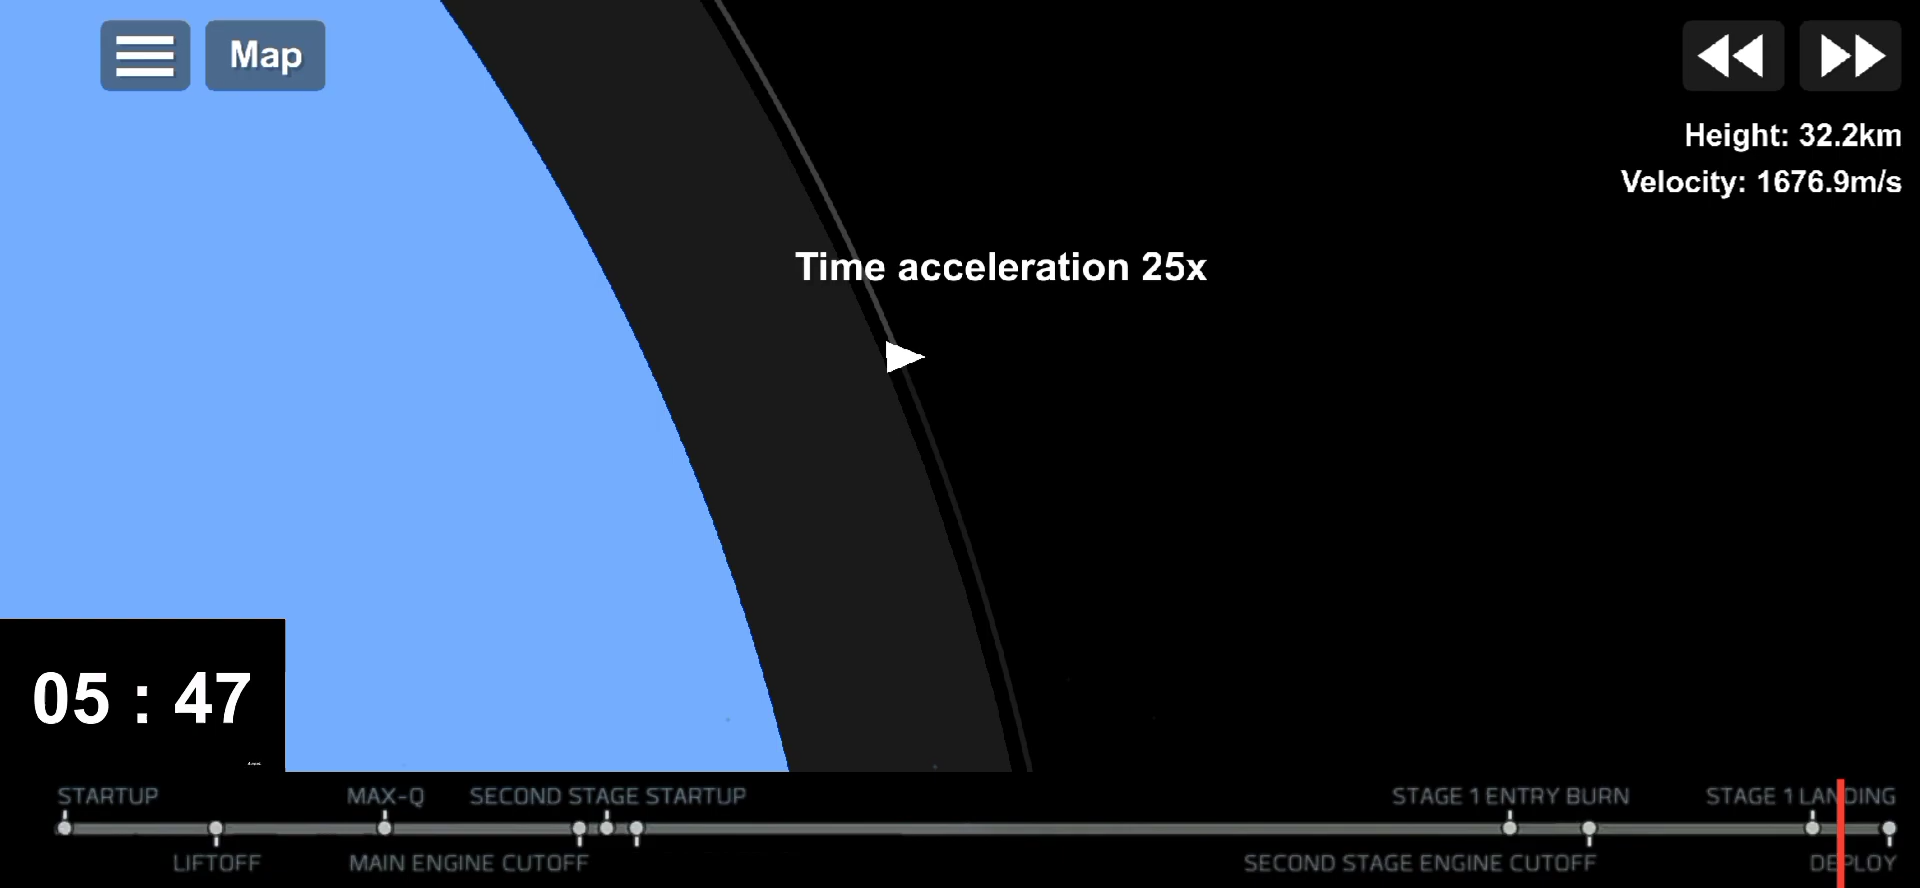 Map
Height: 32.2km
Velocity: 1676.9m/s
Time acceleration 25x
05 : 47
STARTUP
MAX-Q
SECOND STAGE STARTUP
STAGE 1 ENTRY BURN
STAGE 1 LANDING
LIFTOFF
MAIN ENGINE CUTOFF
SECOND STAGE ENGINE CUTOFF
DEPLOY